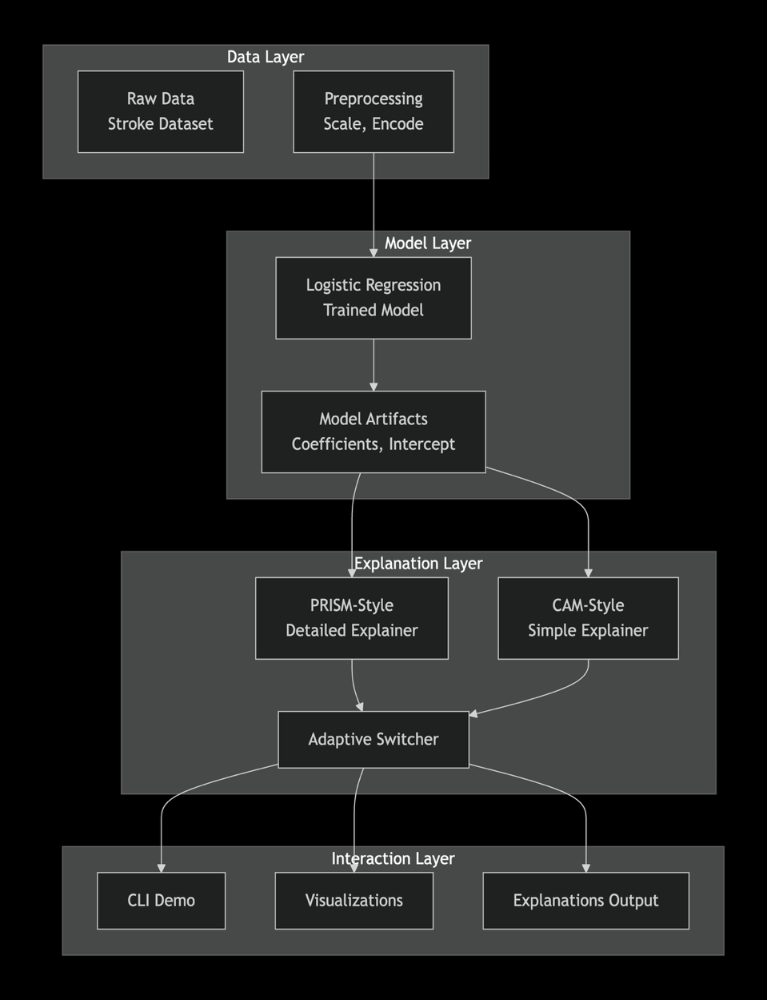 Data Layer
Raw Data
Stroke Dataset
Preprocessing
Scale, Encode
Model Layer
Logistic Regression
Trained Model
Model Artifacts
Coefficients, Intercept
Explanation Layer
PRISM-Style
Detailed Explainer
CAM-Style
Simple Explainer
Adaptive Switcher
Interaction Layer
CLI Demo
Visualizations
Explanations Output